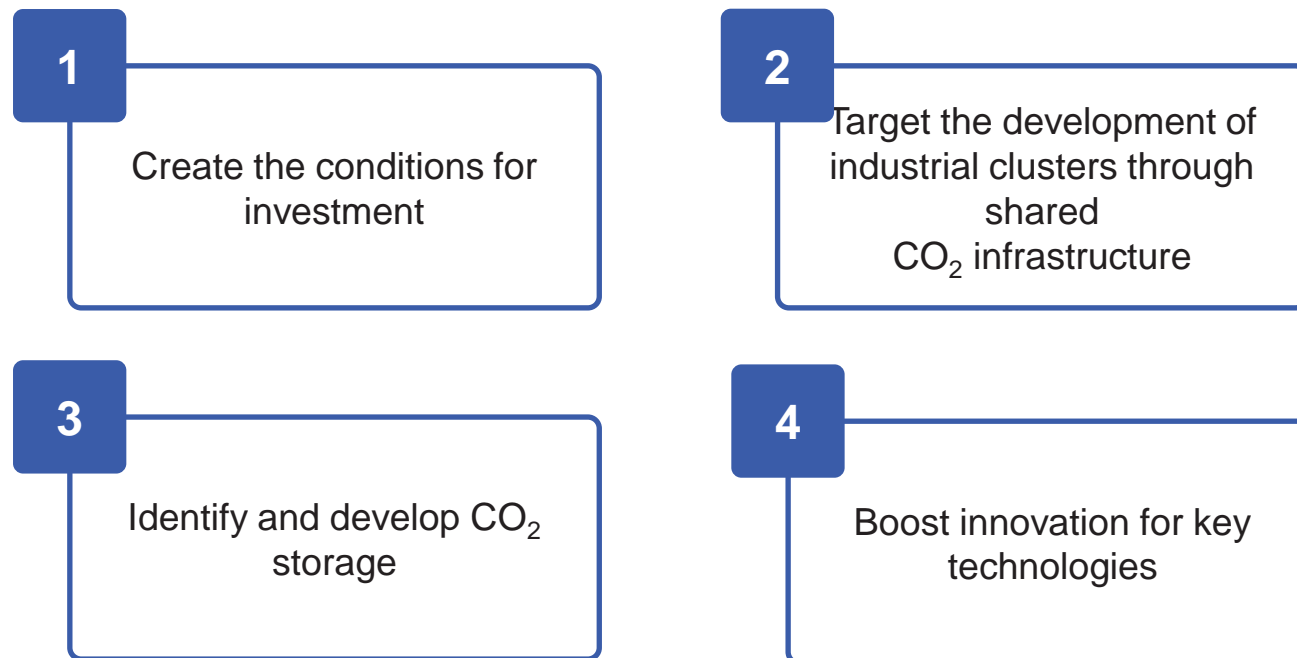 1
Create the conditions for
investment
2
Target the development of
industrial clusters through
shared
CO₂ infrastructure
3
Identify and develop CO₂
storage
4
Boost innovation for key
technologies